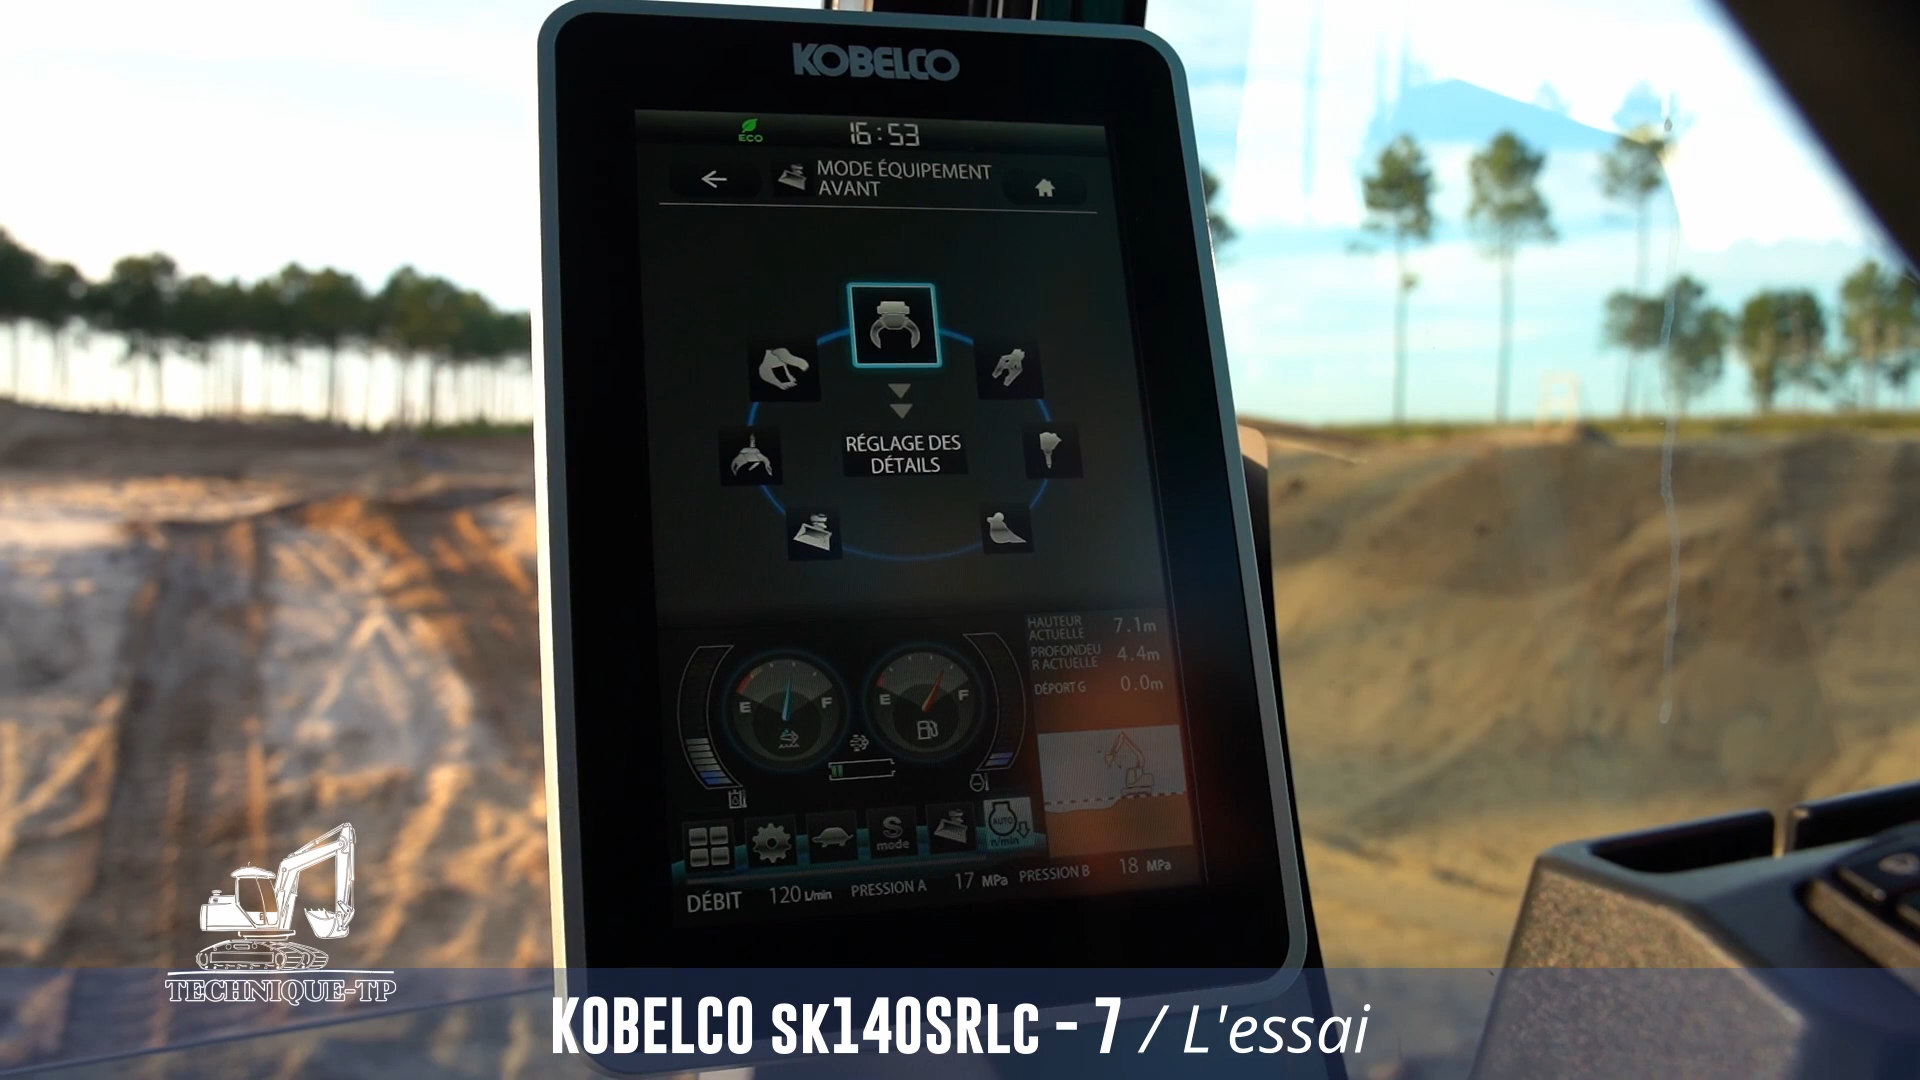 KOBELCO
ECO
16:53
MODE ÉQUIPEMENT
AVANT
RÉGLAGE DES
DÉTAILS
HAUTEUR
ACTUELLE 7.1m
PROFONDEU
R ACTUELLE 4.4m
DÉPORT G 0.0m
E F
E F
S
mode
AUTO
n/min
DÉBIT 120 L/min PRESSION A 17 MPa PRESSION B 18 MPa
TECHNIQUE-TP
KOBELCO SK140SRLC - 7 / L'essai